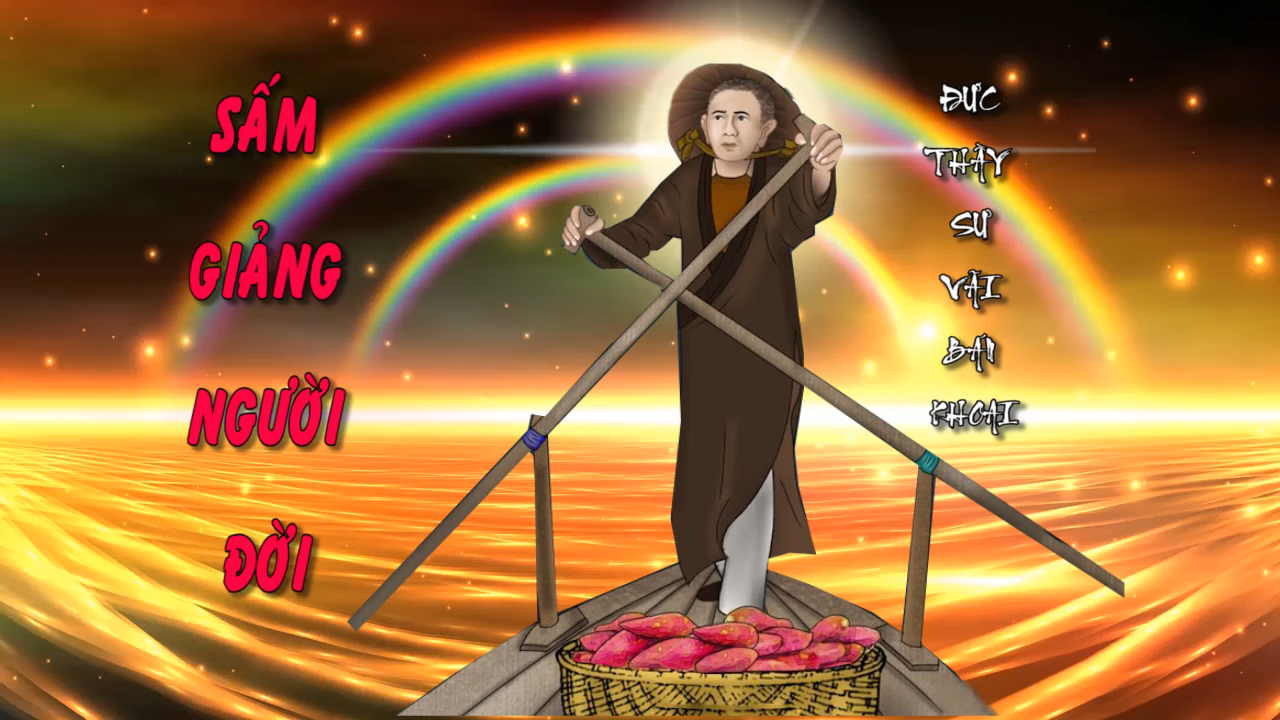 SẤM
GIẢNG
NGƯỜI
ĐỜI
ĐỨC
THẦY
SƯ
VÃI
BÁN
KHOAI